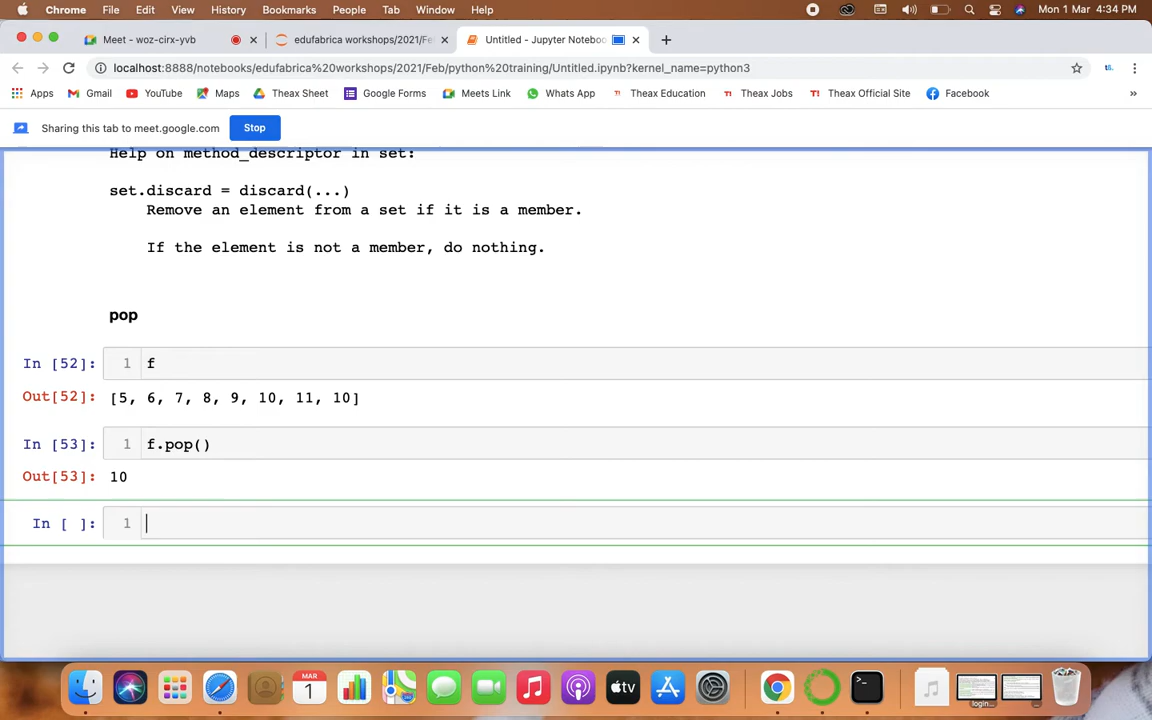 Chrome File Edit View History Bookmarks People Tab Window Help Mon 1 Mar 4:34 PM
Meet - woz-cirx-yvb edufabrica workshops/2021/Fe Untitled - Jupyter Noteboo
localhost:8888/notebooks/edufabrica%20workshops/2021/Feb/python%20training/Untitled.ipynb?kernel_name=python3
Apps Gmail YouTube Maps Theax Sheet Google Forms Meets Link Whats App Theax Education Theax Jobs Theax Official Site Facebook »
Sharing this tab to meet.google.com Stop
Help on method_descriptor in set:
set.discard = discard(...)
Remove an element from a set if it is a member.
If the element is not a member, do nothing.
pop
In [52]: 1 f
Out[52]: [5, 6, 7, 8, 9, 10, 11, 10]
In [53]: 1 f.pop()
Out[53]: 10
In [ ]: 1
MAR
1
tv
>_
login...